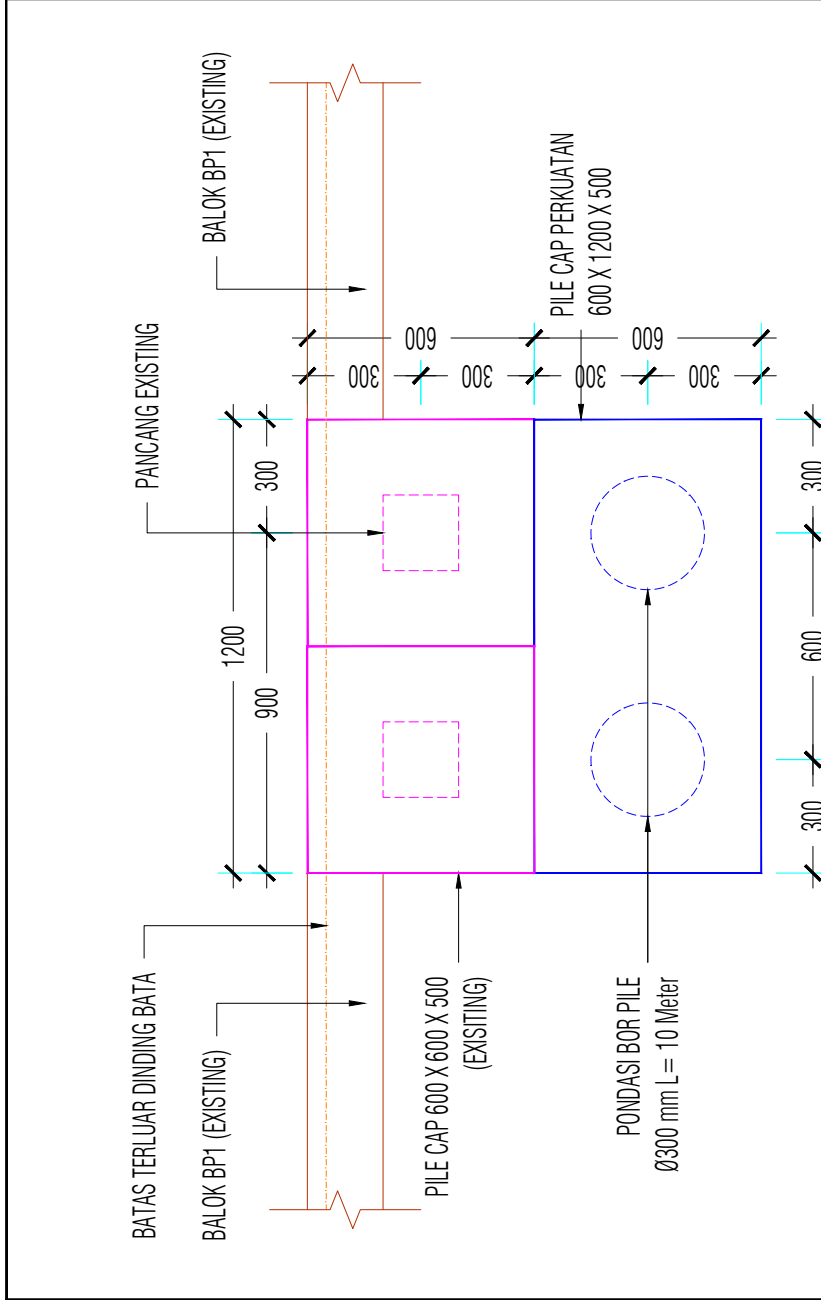 BATAS TERLUAR DINDING BATA
BALOK BP1 (EXISTING)
PILE CAP 600 X 600 X 500
(EXISITING)
PONDASI BOR PILE
Ø300 mm L= 10 Meter
PANCANG EXISTING
BALOK BP1 (EXISTING)
PILE CAP PERKUATAN
600 X 1200 X 500
1200
900
300
600
300
300
600
300
300
300
600
300